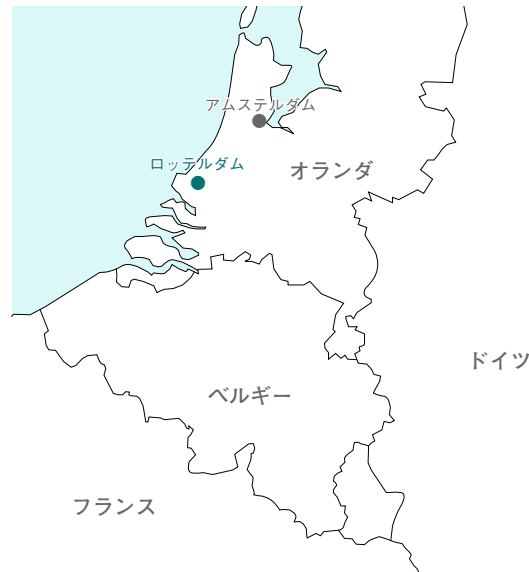 アムステルダム
ロッテルダム
オランダ
ドイツ
ベルギー
フランス